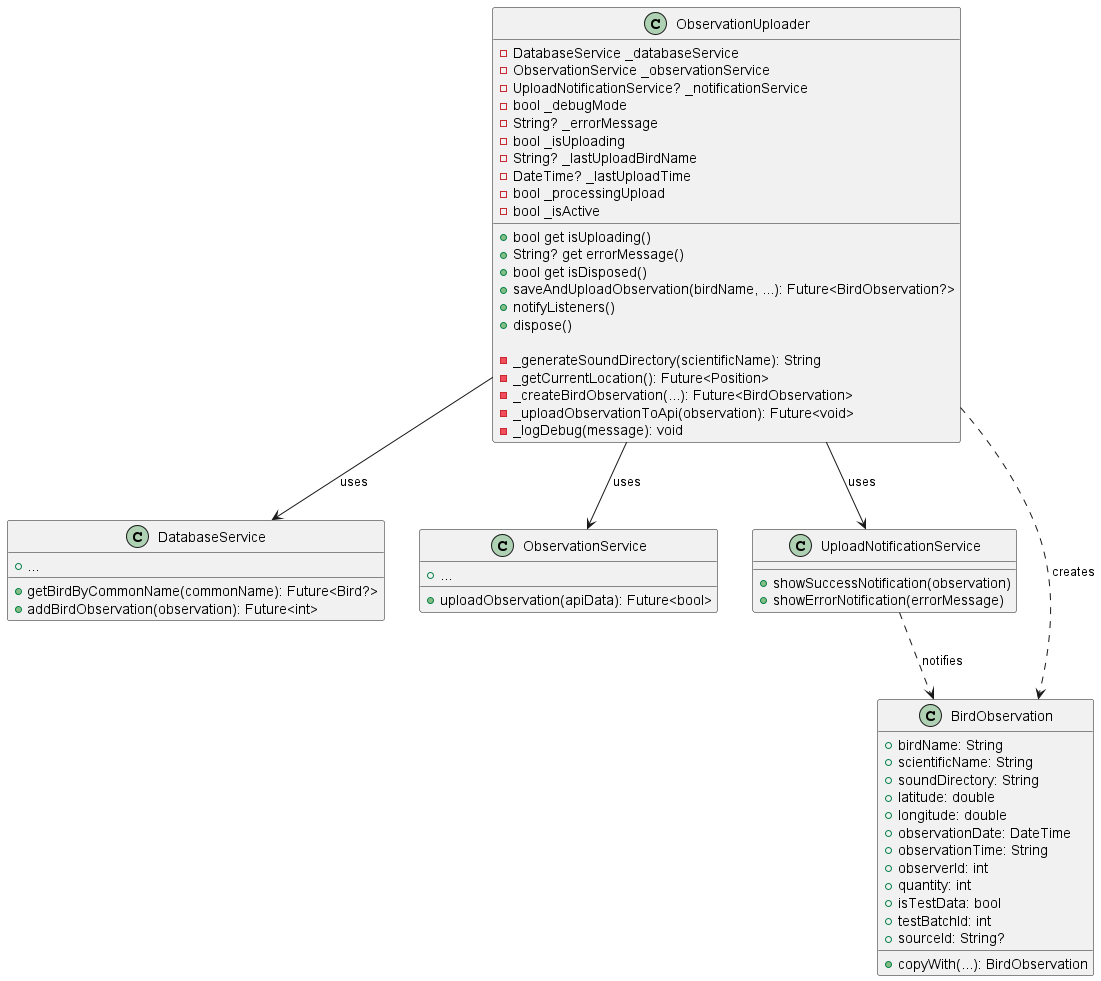 C ObservationUploader
DatabaseService _databaseService
ObservationService _observationService
UploadNotificationService? _notificationService
bool _debugMode
String? _errorMessage
bool _isUploading
String? _lastUploadBirdName
DateTime? _lastUploadTime
bool _processingUpload
bool _isActive
bool get isUploading()
String? get errorMessage()
bool get isDisposed()
saveAndUploadObservation(birdName, ...): Future<BirdObservation?>
notifyListeners()
dispose()
_generateSoundDirectory(scientificName): String
_getCurrentLocation(): Future<Position>
_createBirdObservation(...): Future<BirdObservation>
_uploadObservationToApi(observation): Future<void>
_logDebug(message): void
uses
uses
uses
creates
C DatabaseService
...
getBirdByCommonName(commonName): Future<Bird?>
addBirdObservation(observation): Future<int>
C ObservationService
...
uploadObservation(apiData): Future<bool>
C UploadNotificationService
showSuccessNotification(observation)
showErrorNotification(errorMessage)
notifies
C BirdObservation
birdName: String
scientificName: String
soundDirectory: String
latitude: double
longitude: double
observationDate: DateTime
observationTime: String
observerId: int
quantity: int
isTestData: bool
testBatchId: int
sourceId: String?
copyWith(...): BirdObservation